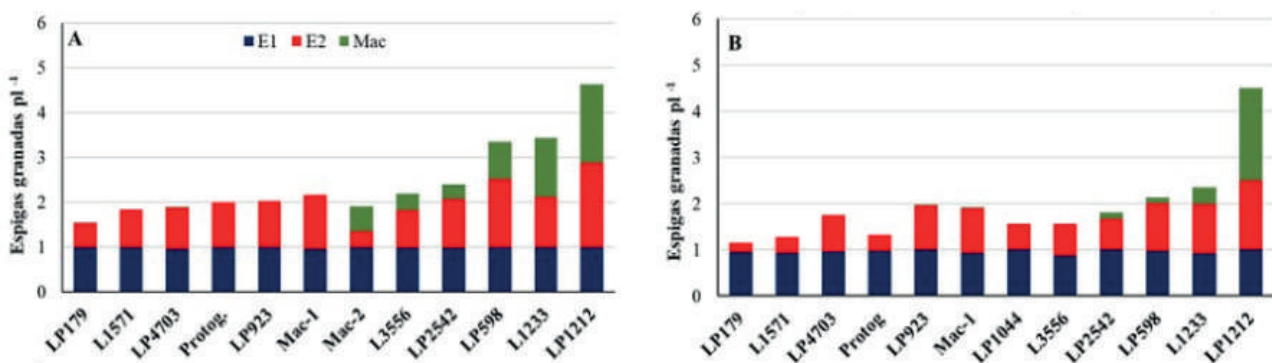 A
E1 E2 Mac
Espigas granadas pl -1
6
5
4
3
2
1
0
LP179 L1571 LP4703 Protog. LP923 Mac-1 Mac-2 L3556 LP2542 LP598 L1233 LP1212
B
Espigas granadas pl -1
6
5
4
3
2
1
0
LP179 L1571 LP4703 Protog LP923 Mac-1 LP1044 L3556 LP2542 LP598 L1233 LP1212